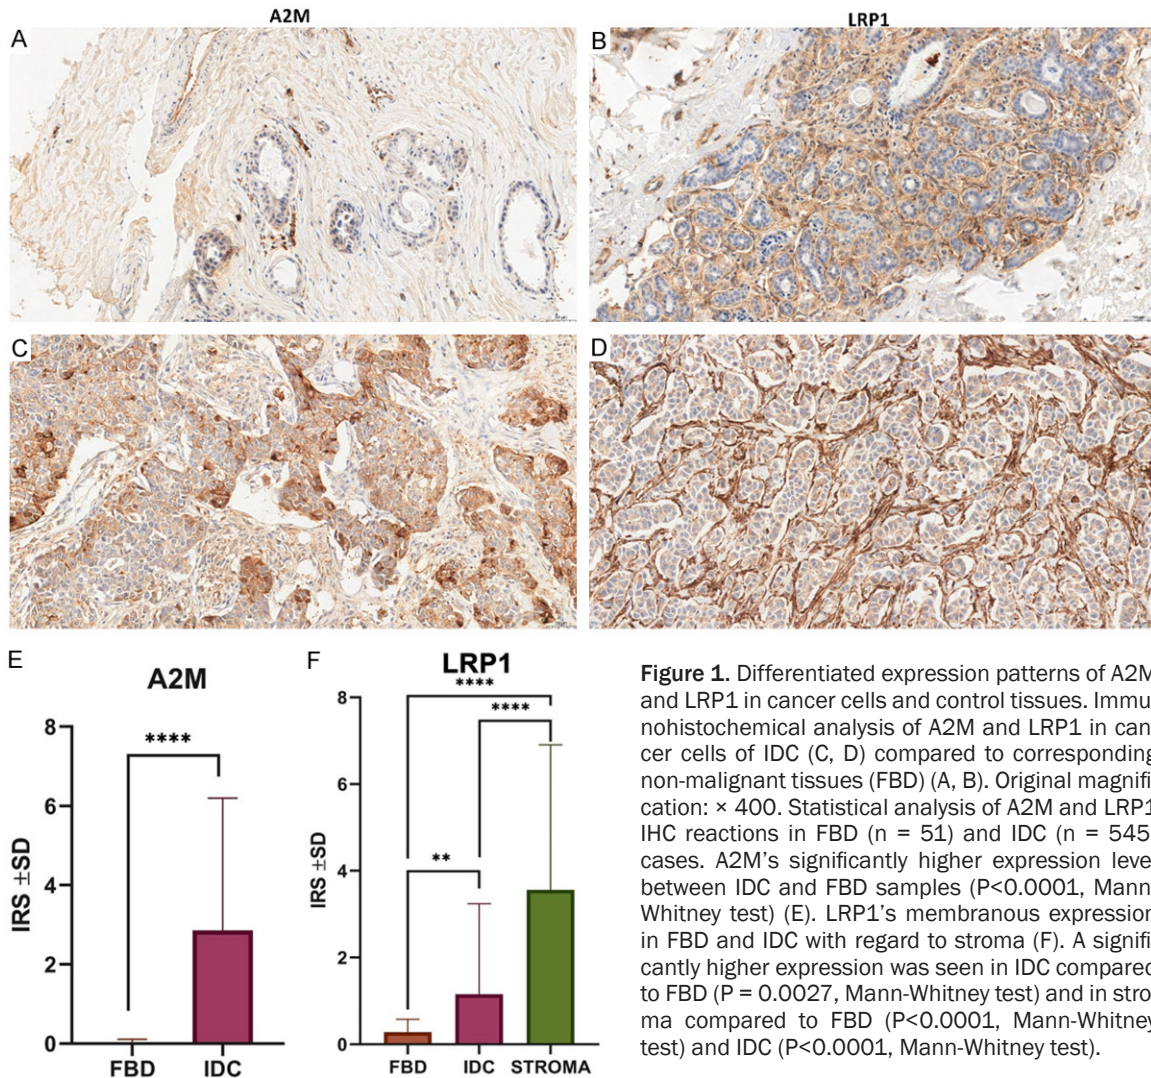 A2M
LRP1
A
B
C
D
E
A2M
IRS ±SD
8
6
4
2
0
****
FBD
IDC
F
LRP1
IRS ±SD
8
6
4
2
0
****
****
**
FBD
IDC
STROMA
Figure 1. Differentiated expression patterns of A2M
and LRP1 in cancer cells and control tissues. Immu
nohistochemical analysis of A2M and LRP1 in can
cer cells of IDC (C, D) compared to corresponding
non-malignant tissues (FBD) (A, B). Original magnifi
cation: × 400. Statistical analysis of A2M and LRP1
IHC reactions in FBD (n = 51) and IDC (n = 545
cases. A2M's significantly higher expression leve
between IDC and FBD samples (P<0.0001, Mann
Whitney test) (E). LRP1's membranous expression
in FBD and IDC with regard to stroma (F). A signifi
cantly higher expression was seen in IDC compared
to FBD (P = 0.0027, Mann-Whitney test) and in stro
ma compared to FBD (P<0.0001, Mann-Whitney
test) and IDC (P<0.0001, Mann-Whitney test).